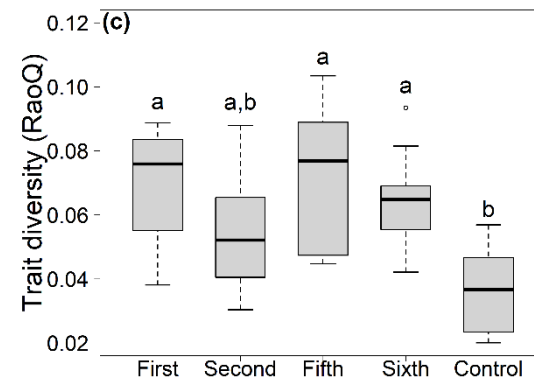 (c)
Trait diversity (RaoQ)
0.12
0.10
0.08
0.06
0.04
0.02
a
a,b
a
a
b
First Second Fifth Sixth Control